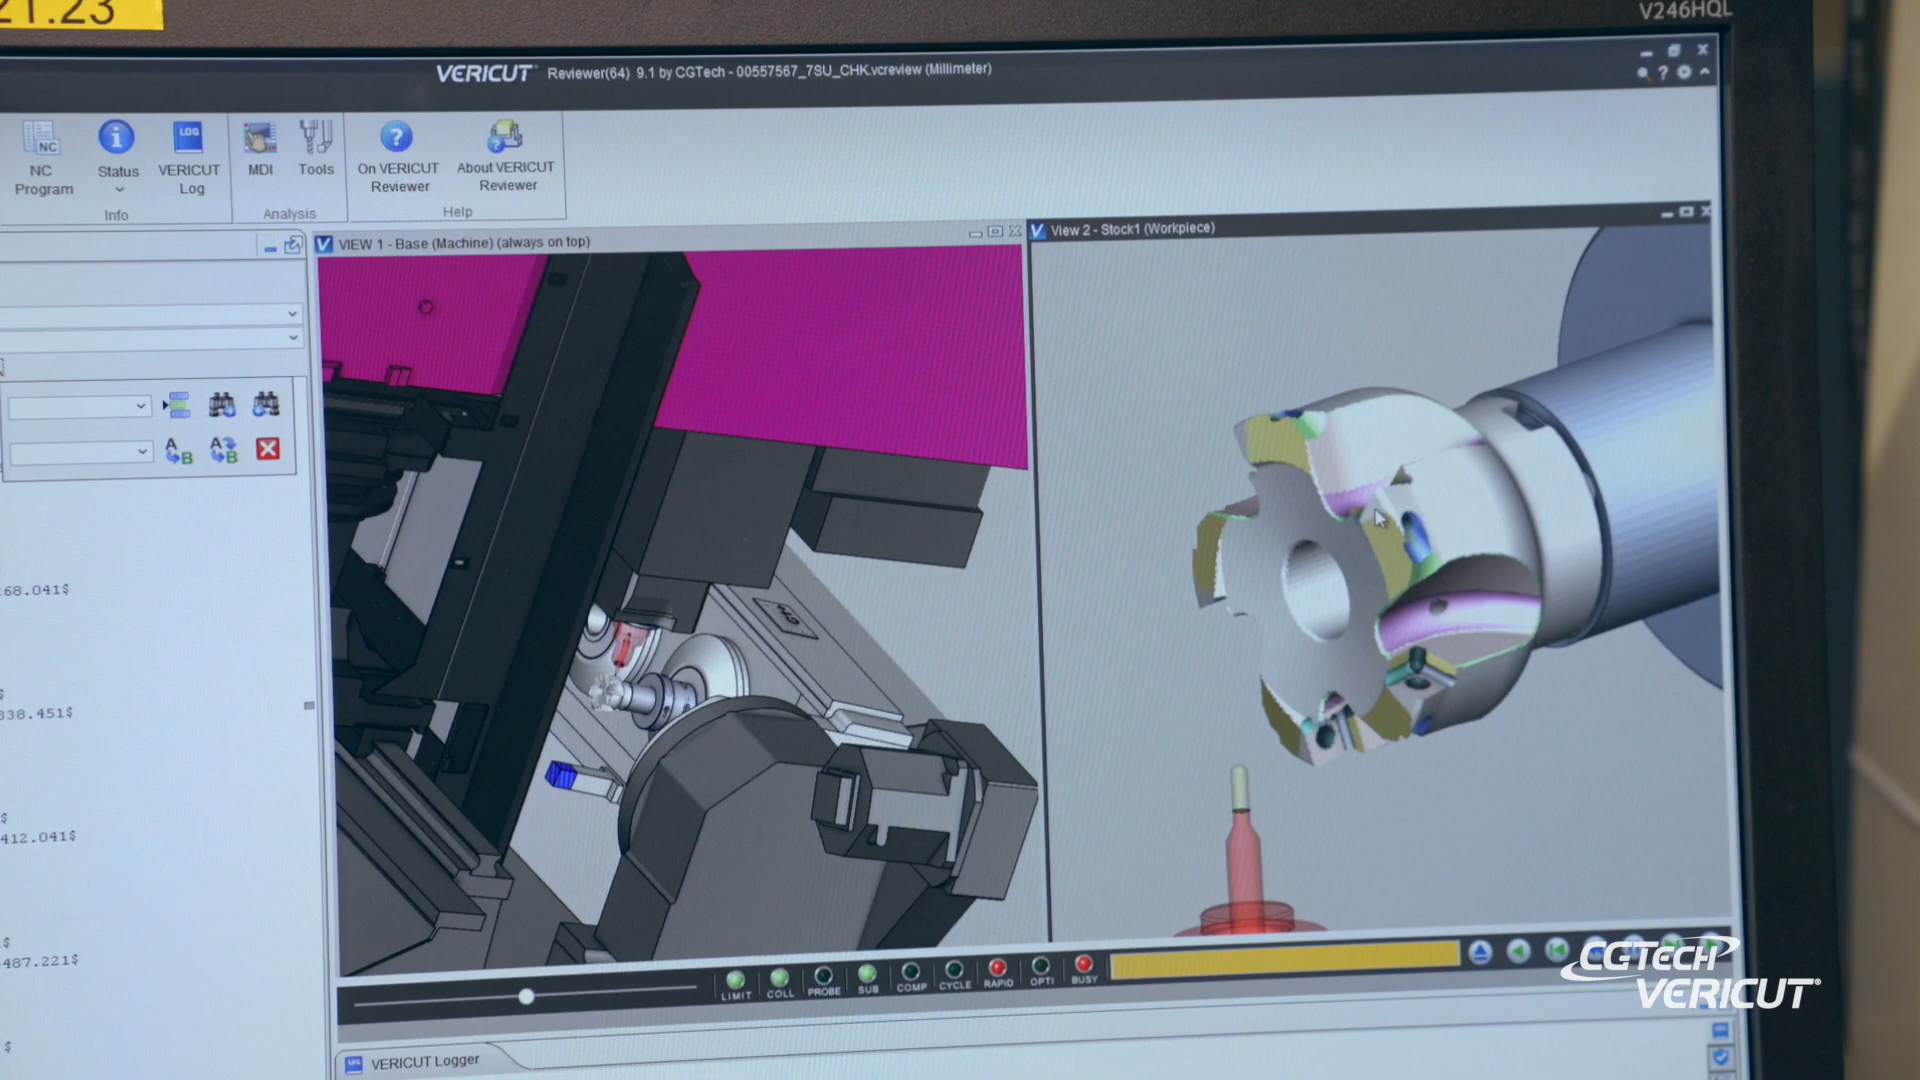 21.23
V246HQL
VERICUT Reviewer(64) 9.1 by CGTech - 00557567_7SU_CHK.vcreview (Millimeter)
NC
NC Program
Status
LOG
VERICUT Log
MDI
Tools
On VERICUT Reviewer
About VERICUT Reviewer
Info
Analysis
Help
VIEW 1 - Base (Machine) (always on top)
View 2 - Stock1 (Workpiece)
A B
A B
68.041$
$
338.451$
$
412.041$
$
487.221$
$
LIMIT
COLL
PROBE
SUB
COMP
CYCLE
RAPID
OPTI
BUSY
CGTECH
VERICUT®
VERICUT Logger